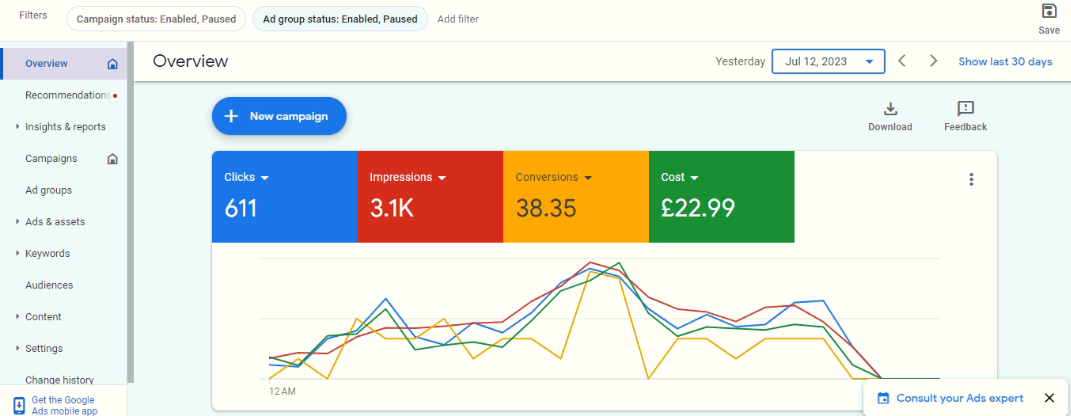 Filters
Campaign status: Enabled, Paused
Ad group status: Enabled, Paused
Add filter
Save
Overview
Recommendations
Insights & reports
Campaigns
Ad groups
Ads & assets
Keywords
Audiences
Content
Settings
Change history
Get the Google
Ads mobile app
Overview
Yesterday
Jul 12, 2023
Show last 30 days
New campaign
Download
Feedback
Clicks
611
Impressions
3.1K
Conversions
38.35
Cost
£22.99
12 AM
Consult your Ads expert